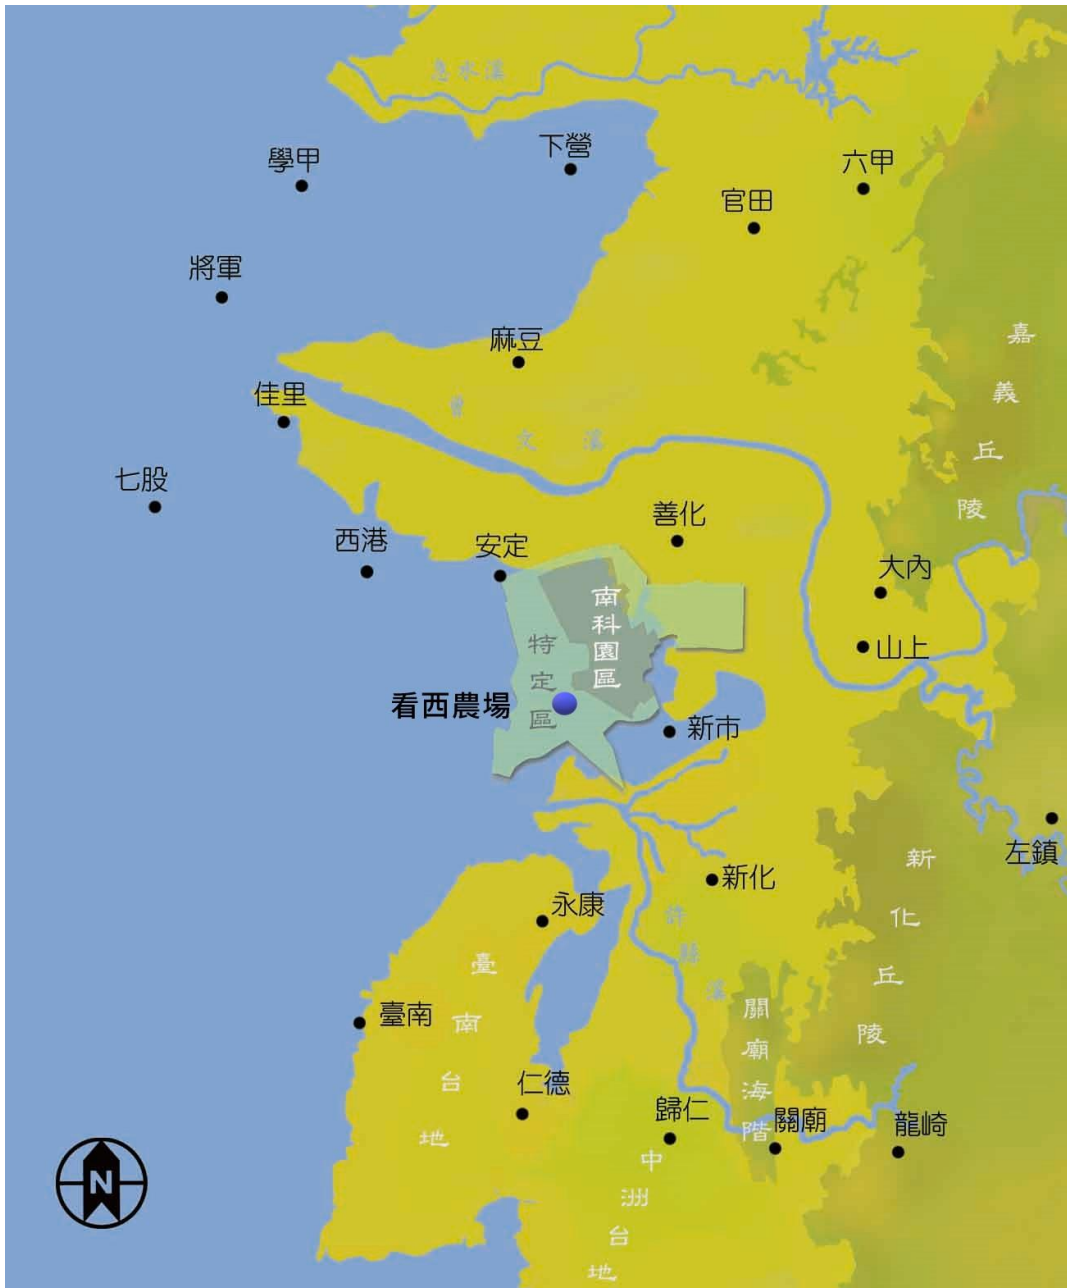 急水溪
學甲
下營
六甲
官田
將軍
嘉義丘陵
麻豆
佳里
曾文溪
七股
善化
西港
安定
大內
南科園區
特定區
山上
看西農場
新市
左鎮
新化丘陵
新化
永康
許縣溪
臺南台地
關廟海階
臺南
仁德
歸仁
關廟
龍崎
中洲台地
N